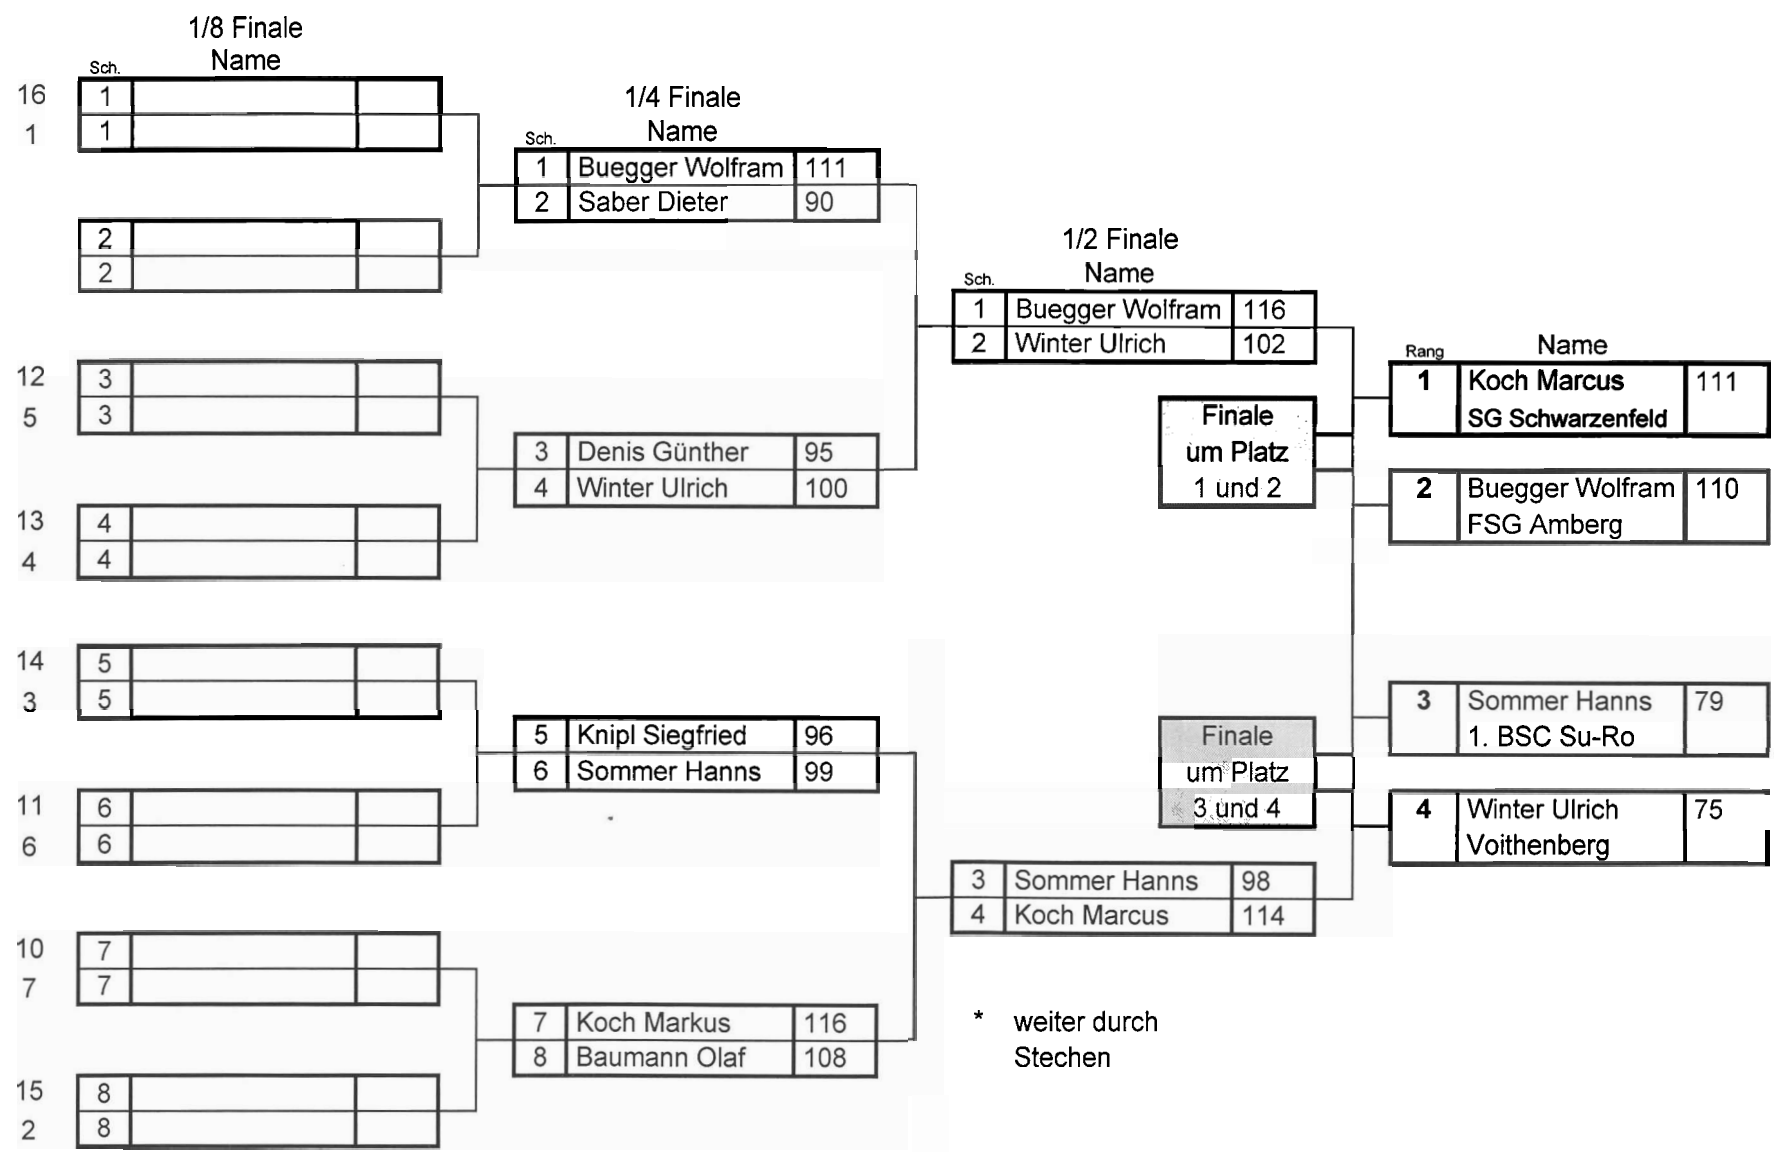 1/8 Finale
Name
Sch.
16 1
1 1
2
2
12 3
5 3
13 4
4 4
14 5
3 5
11 6
6 6
10 7
7 7
15 8
2 8
1/4 Finale
Name
Sch.
1 Buegger Wolfram 111
2 Saber Dieter 90
3 Denis Günther 95
4 Winter Ulrich 100
5 Knipl Siegfried 96
6 Sommer Hanns 99
7 Koch Markus 116
8 Baumann Olaf 108
1/2 Finale
Name
Sch.
1 Buegger Wolfram 116
2 Winter Ulrich 102
Finale
um Platz
1 und 2
Finale
um Platz
3 und 4
3 Sommer Hanns 98
4 Koch Marcus 114
* weiter durch
Stechen
Name
Rang
1 Koch Marcus 111
SG Schwarzenfeld
2 Buegger Wolfram 110
FSG Amberg
3 Sommer Hanns 79
1. BSC Su-Ro
4 Winter Ulrich 75
Voithenberg